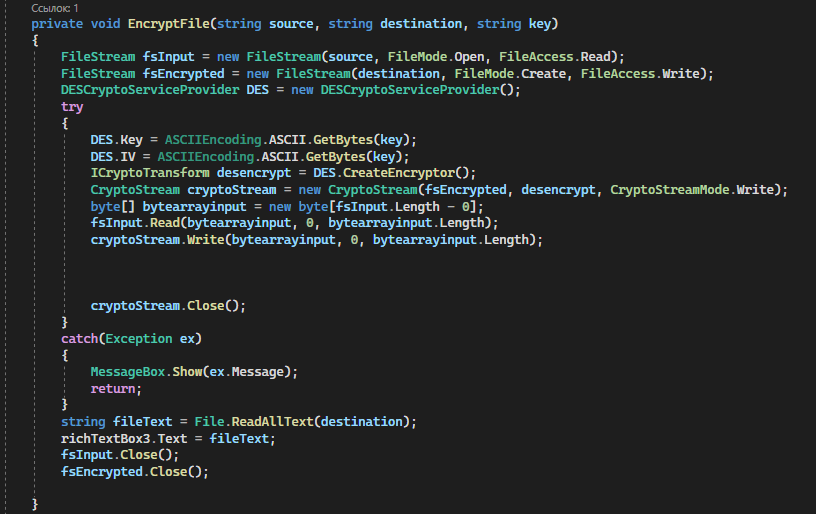 Ссылок: 1
private void EncryptFile(string source, string destination, string key)
{
FileStream fsInput = new FileStream(source, FileMode.Open, FileAccess.Read);
FileStream fsEncrypted = new FileStream(destination, FileMode.Create, FileAccess.Write);
DESCryptoServiceProvider DES = new DESCryptoServiceProvider();
try
{
DES.Key = ASCIIEncoding.ASCII.GetBytes(key);
DES.IV = ASCIIEncoding.ASCII.GetBytes(key);
ICryptoTransform desencrypt = DES.CreateEncryptor();
CryptoStream cryptoStream = new CryptoStream(fsEncrypted, desencrypt, CryptoStreamMode.Write);
byte[] bytearrayinput = new byte[fsInput.Length - 0];
fsInput.Read(bytearrayinput, 0, bytearrayinput.Length);
cryptoStream.Write(bytearrayinput, 0, bytearrayinput.Length);
cryptoStream.Close();
}
catch(Exception ex)
{
MessageBox.Show(ex.Message);
return;
}
string fileText = File.ReadAllText(destination);
richTextBox3.Text = fileText;
fsInput.Close();
fsEncrypted.Close();
}